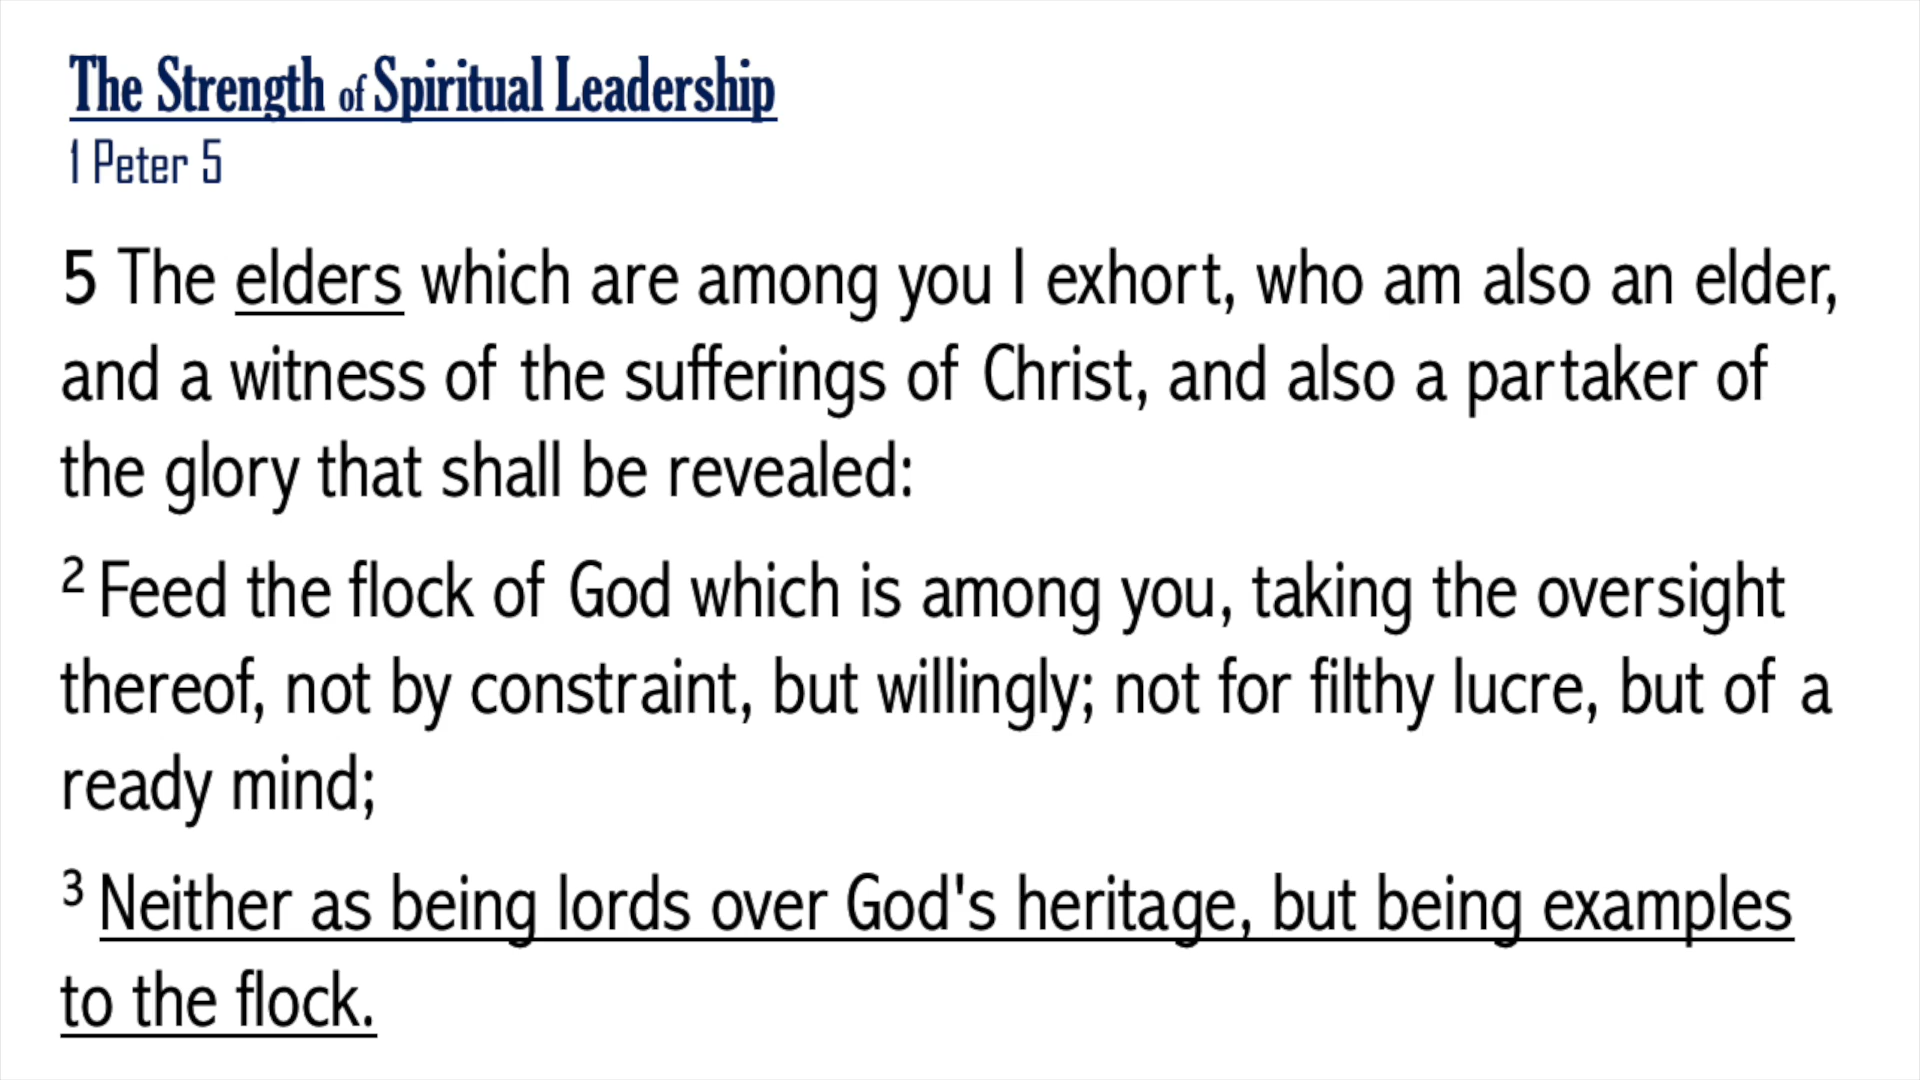 The Strength of Spiritual Leadership
1 Peter 5
5 The elders which are among you I exhort, who am also an elder,
and a witness of the sufferings of Christ, and also a partaker of
the glory that shall be revealed:
2 Feed the flock of God which is among you, taking the oversight
thereof, not by constraint, but willingly; not for filthy lucre, but of a
ready mind;
3 Neither as being lords over God's heritage, but being examples
to the flock.